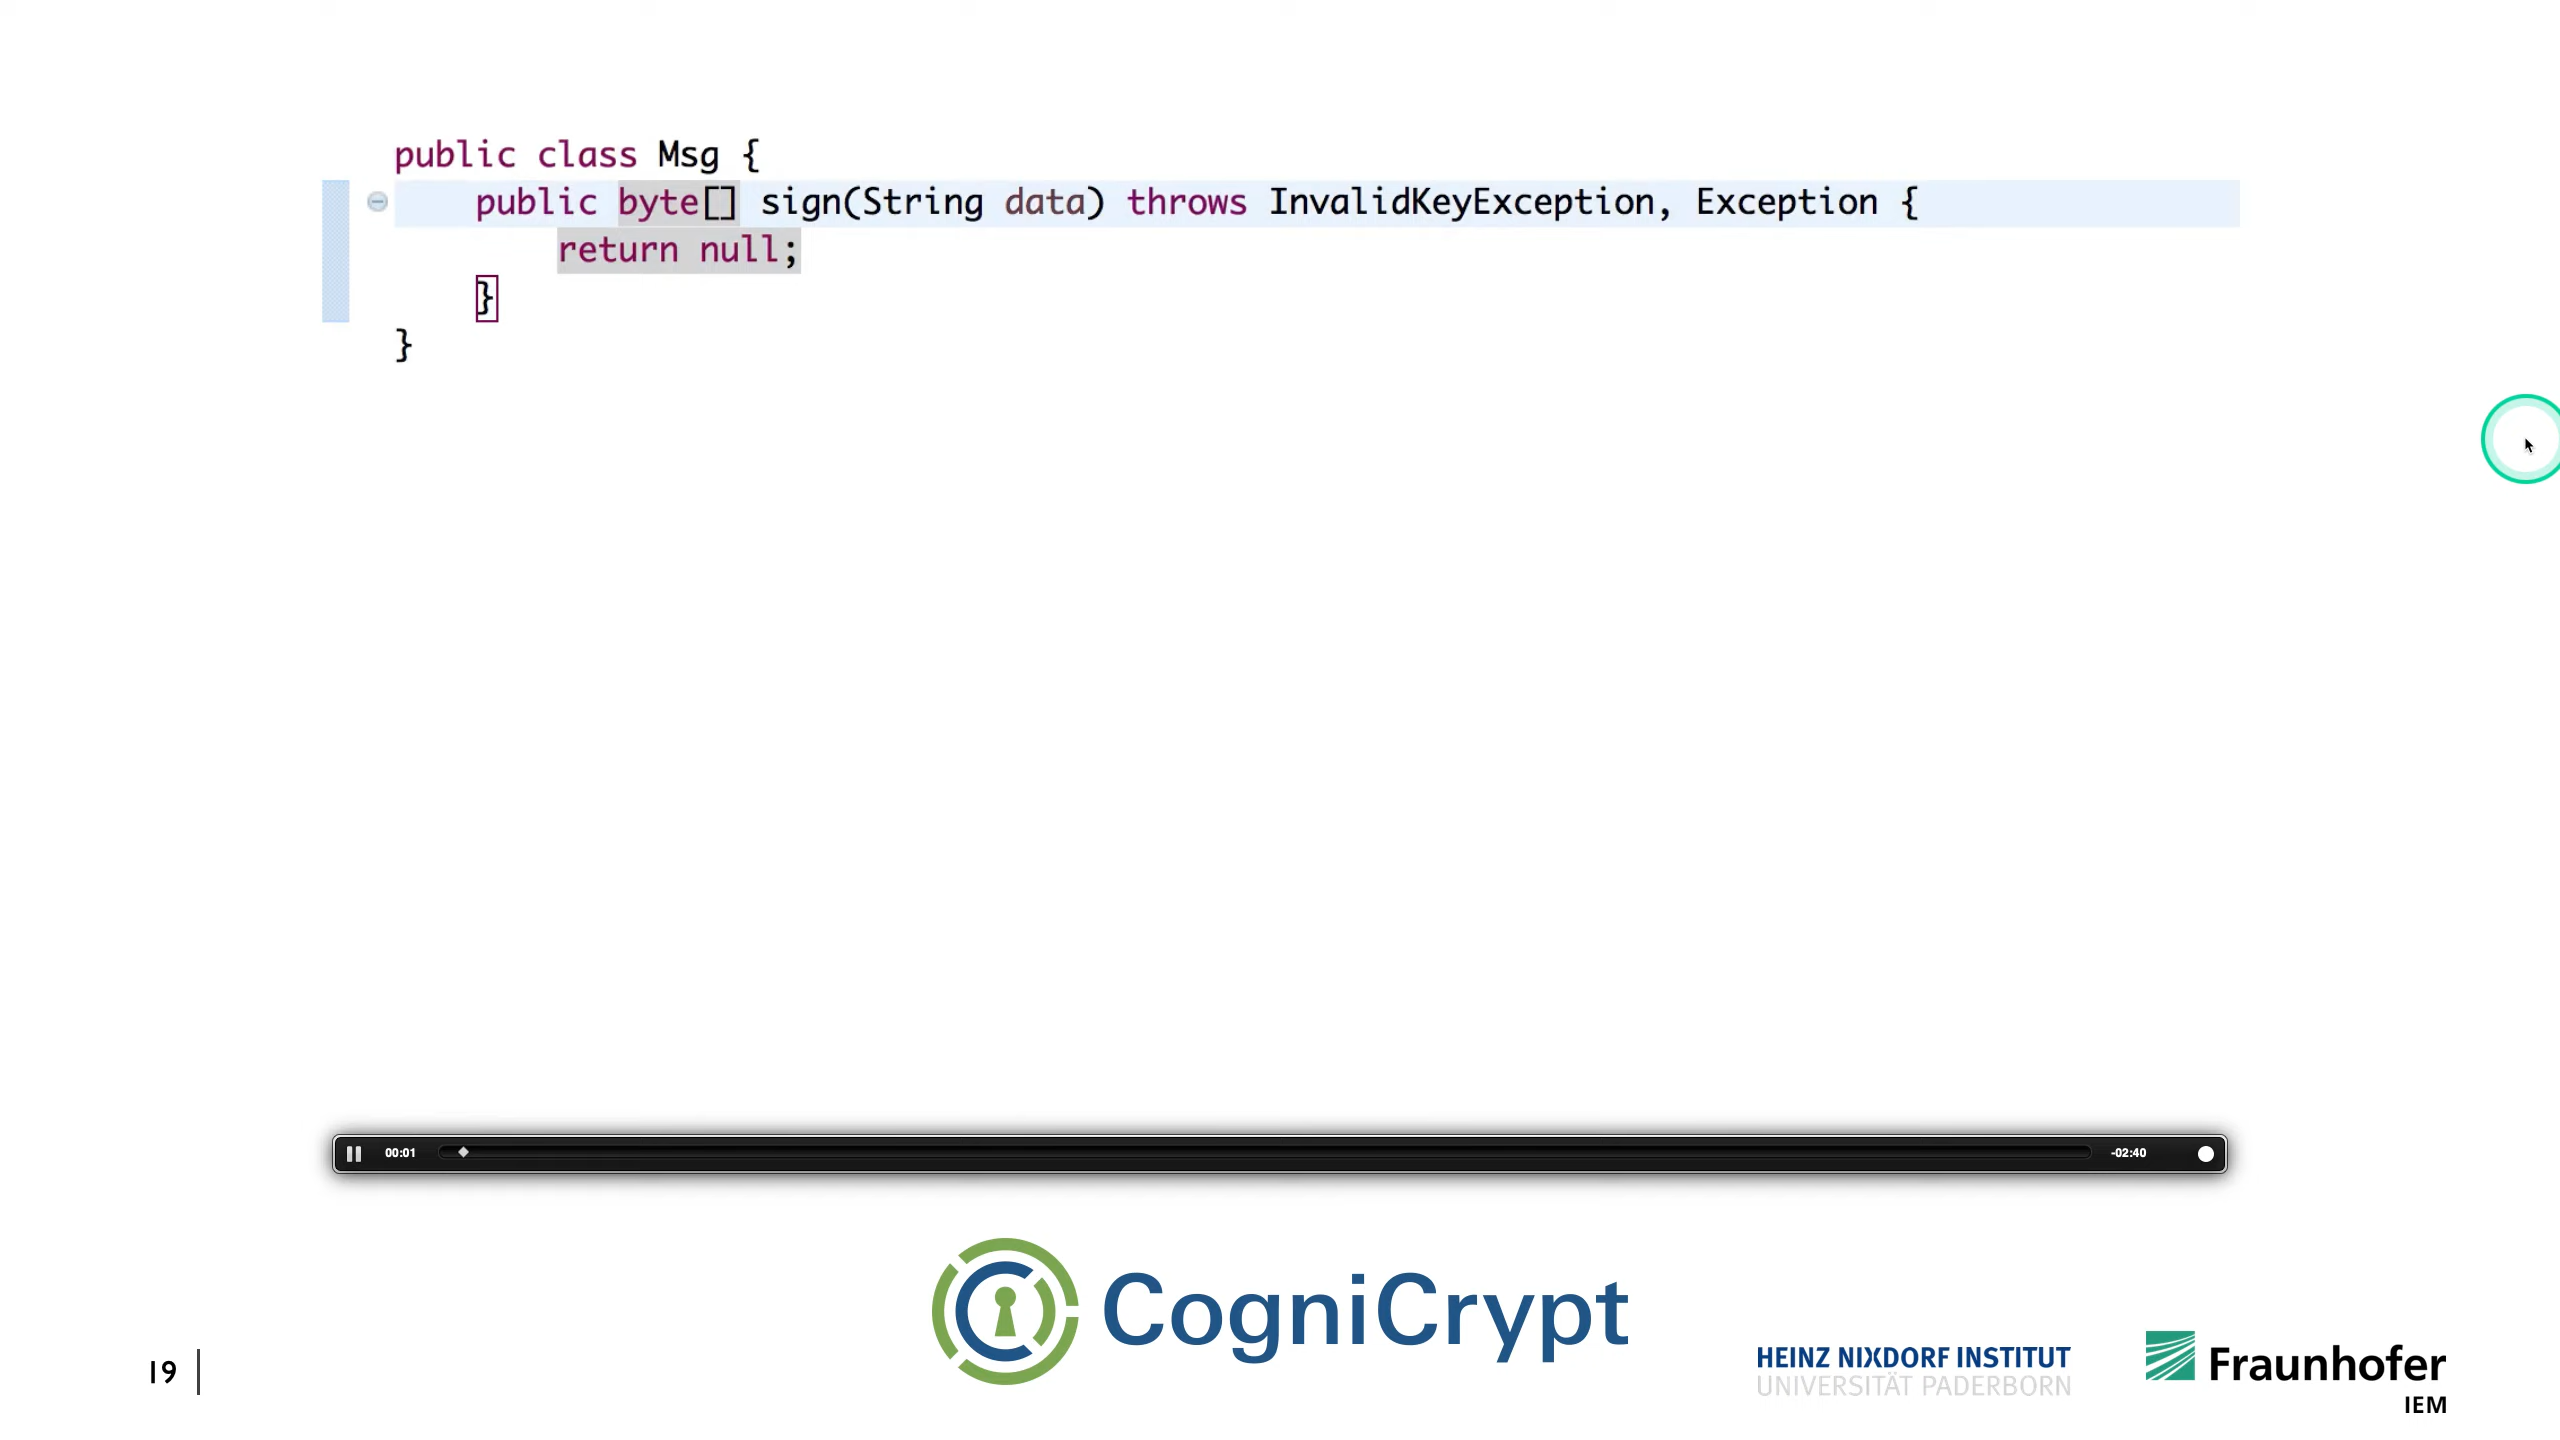 public class Msg {
public byte[] sign(String data) throws InvalidKeyException, Exception {
return null;
}
}
00:01
-02:40
CogniCrypt
19
HEINZ NIXDORF INSTITUT
UNIVERSITÄT PADERBORN
Fraunhofer
IEM